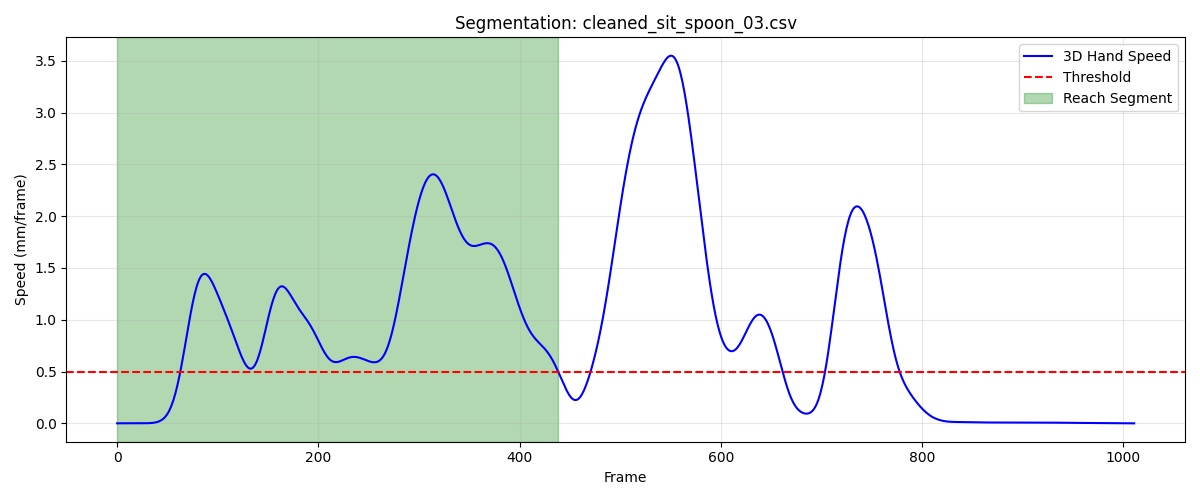 Segmentation: cleaned_sit_spoon_03.csv
3D Hand Speed
Threshold
Reach Segment
Speed (mm/frame)
3.5
3.0
2.5
2.0
1.5
1.0
0.5
0.0
0 200 400 600 800 1000
Frame